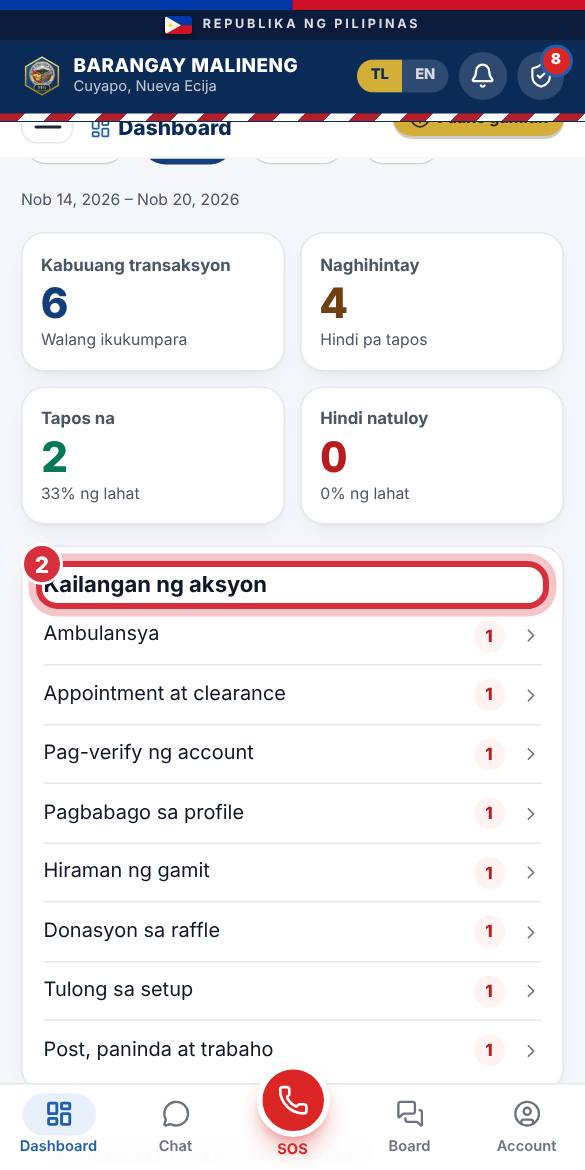 REPUBLIKA NG PILIPINAS
BARANGAY MALINENG
Cuyapo, Nueva Ecija
TL EN
8
Dashboard
Nob 14, 2026 – Nob 20, 2026
Kabuuang transaksyon
6
Walang ikukumpara
Naghihintay
4
Hindi pa tapos
Tapos na
2
33% ng lahat
Hindi natuloy
0
0% ng lahat
2
Kailangan ng aksyon
Ambulansya 1
Appointment at clearance 1
Pag-verify ng account 1
Pagbabago sa profile 1
Hiraman ng gamit 1
Donasyon sa raffle 1
Tulong sa setup 1
Post, paninda at trabaho 1
Dashboard
Chat
SOS
Board
Account